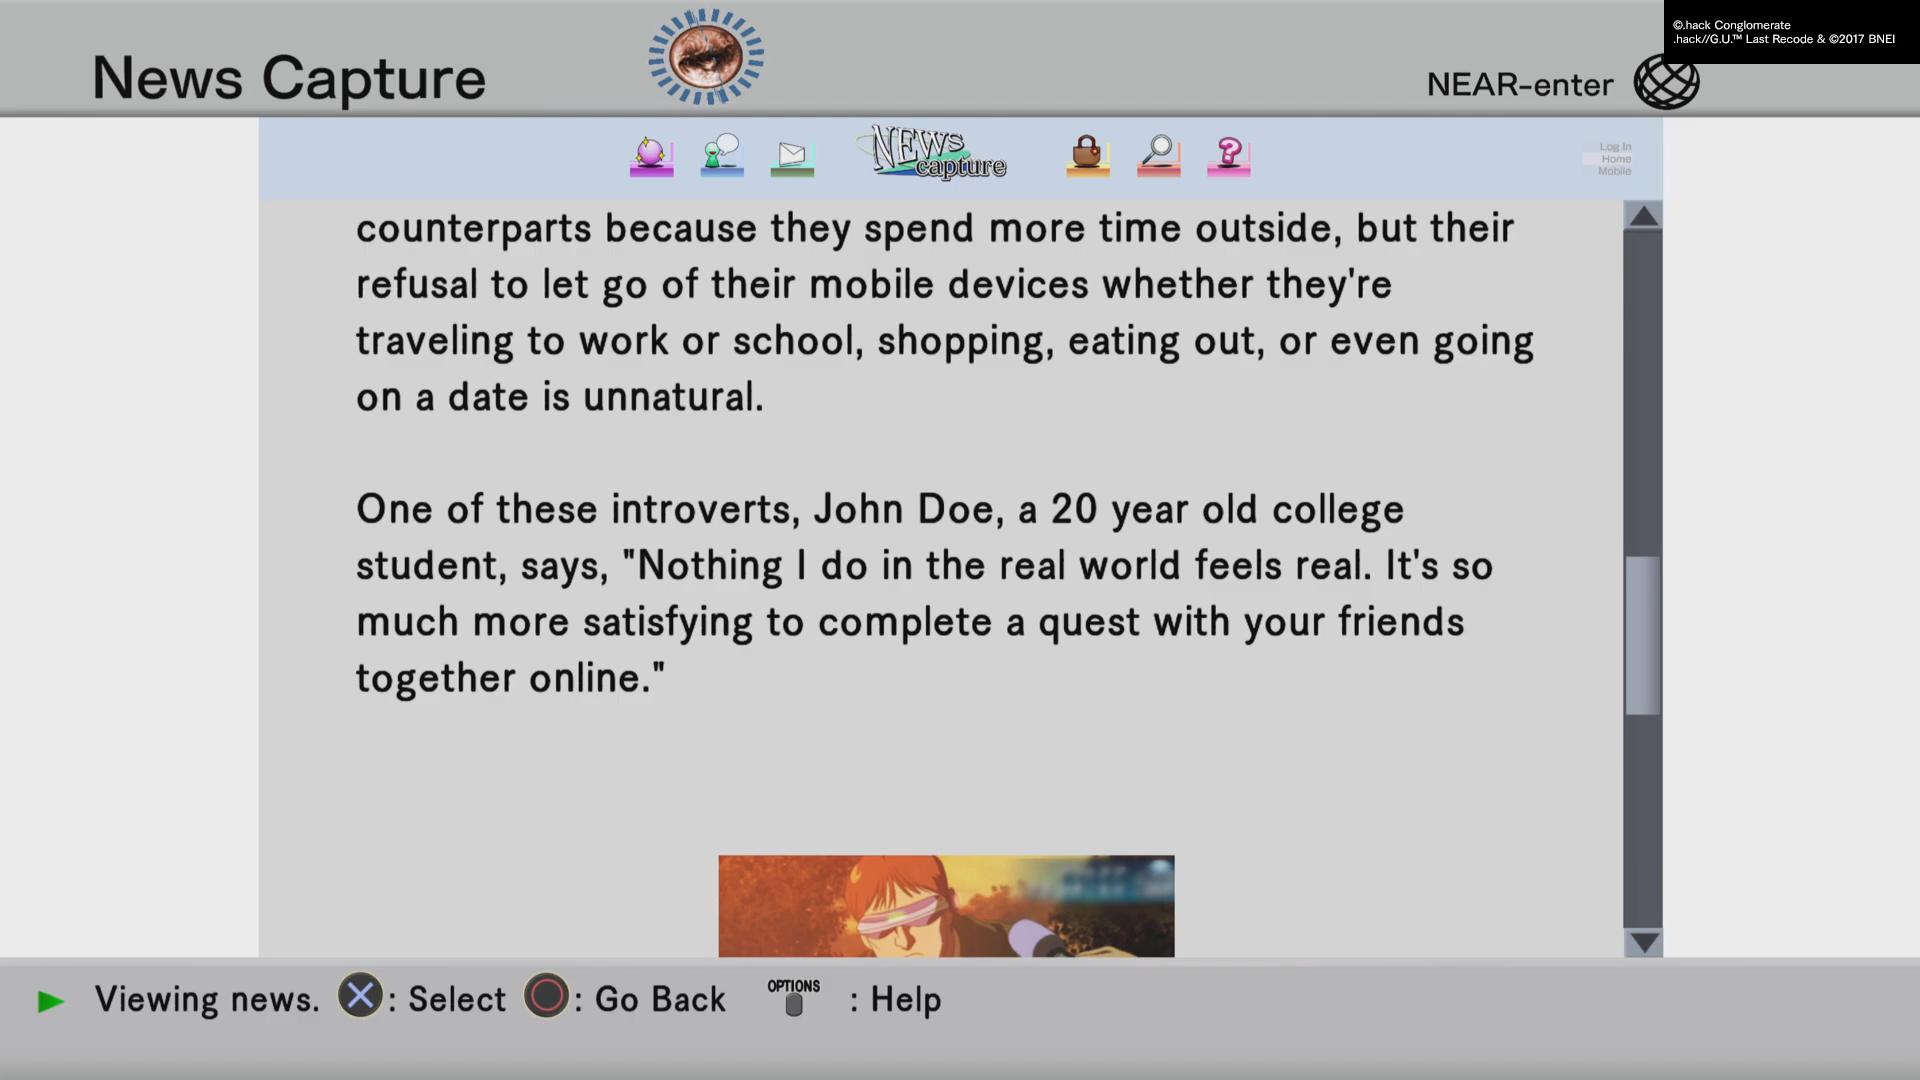 ©.hack Conglomerate
.hack//G.U.™ Last Recode & ©2017 BNEI
News Capture
NEAR-enter
NEWS
capture
Log In
Home
Mobile
counterparts because they spend more time outside, but their
refusal to let go of their mobile devices whether they're
traveling to work or school, shopping, eating out, or even going
on a date is unnatural.
One of these introverts, John Doe, a 20 year old college
student, says, "Nothing I do in the real world feels real. It's so
much more satisfying to complete a quest with your friends
together online."
Viewing news. : Select : Go Back OPTIONS : Help